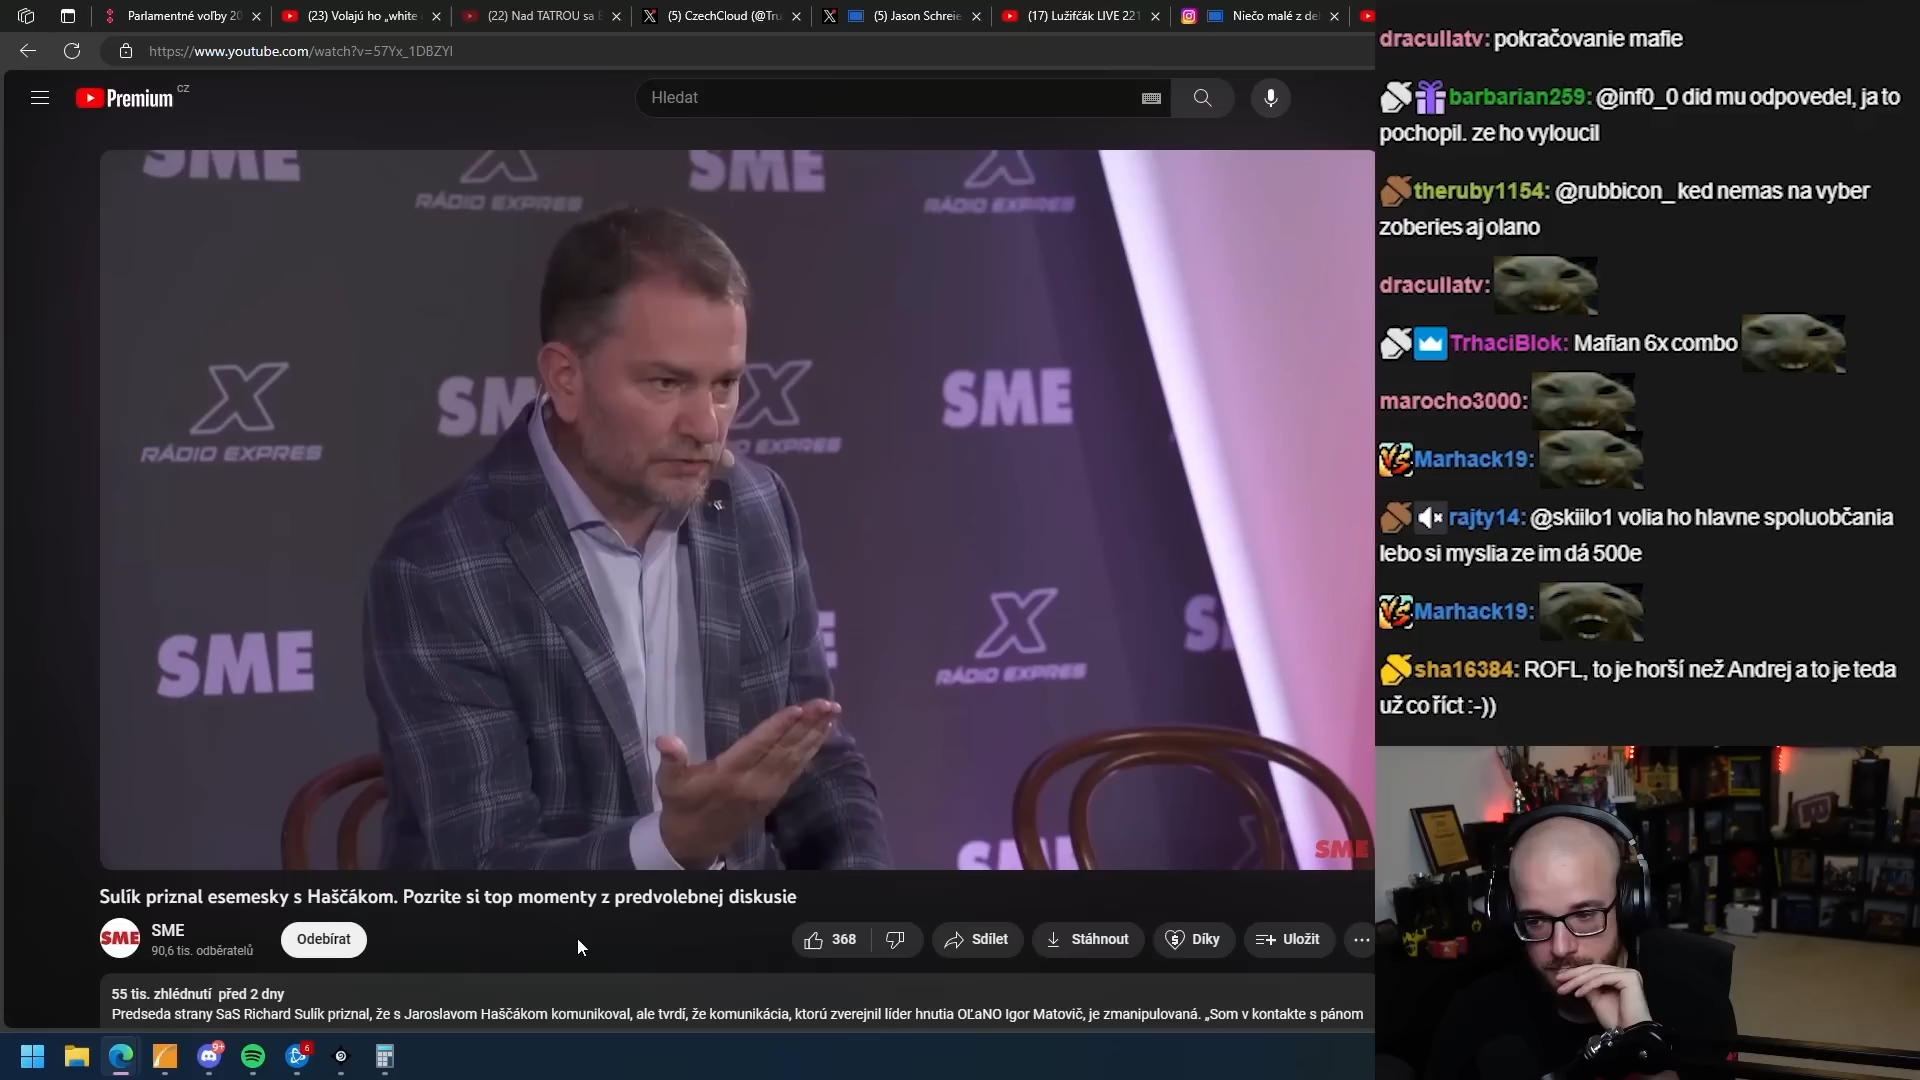 Parlamentné voľby 20
(23) Volajú ho „white
(22) Nad TATROU sa
(5) CzechCloud (@Tru
(5) Jason Schreie
(17) Lužifčák LIVE 221
Niečo malé z de
https://www.youtube.com/watch?v=57Yx_1DBZYI
Premium CZ
Hledat
SME
SME
RÁDIO EXPRES
RÁDIO EXPRES
SME
SME
RÁDIO EXPRES
SME
RÁDIO EXPRES
SME
Sulík priznal esemesky s Haščákom. Pozrite si top momenty z predvolebnej diskusie
SME
SME
90,6 tis. odběratelů
Odebírat
368
Sdílet
Stáhnout
Díky
Uložit
55 tis. zhlédnutí před 2 dny
Predseda strany SaS Richard Sulík priznal, že s Jaroslavom Haščákom komunikoval, ale tvrdí, že komunikácia, ktorú zverejnil líder hnutia OĽaNO Igor Matovič, je zmanipulovaná. „Som v kontakte s pánom
9+
6
dracullatv: pokračovanie mafie
barbarian259: @inf0_0 did mu odpovedel, ja to
pochopil. ze ho vyloucil
theruby1154: @rubbicon_ ked nemas na vyber
zoberies aj olano
dracullatv:
TrhaciBlok: Mafian 6x combo
marocho3000:
Marhack19:
rajty14: @skiilo1 volia ho hlavne spoluobčania
lebo si myslia ze im dá 500e
Marhack19:
sha16384: ROFL, to je horší než Andrej a to je teda
už co říct :-))